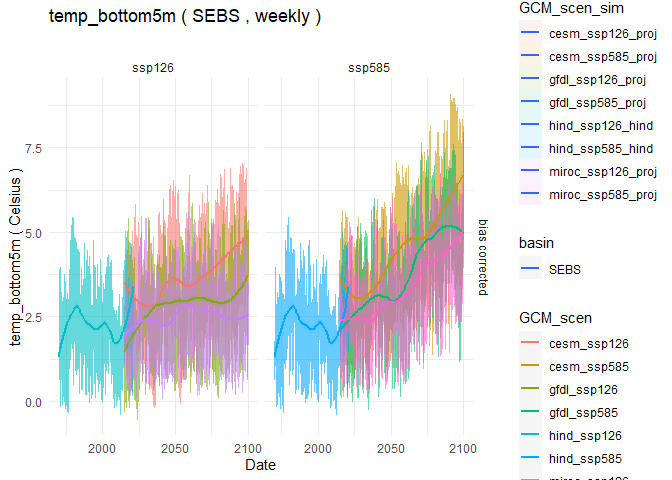 temp_bottom5m ( SEBS , weekly )
ssp126
ssp585
7.5
5.0
2.5
0.0
temp_bottom5m ( Celsius )
bias corrected
2000
2050
2100
2000
2050
2100
Date
GCM_scen_sim
cesm_ssp126_proj
cesm_ssp585_proj
gfdl_ssp126_proj
gfdl_ssp585_proj
hind_ssp126_hind
hind_ssp585_hind
miroc_ssp126_proj
miroc_ssp585_proj
basin
SEBS
GCM_scen
cesm_ssp126
cesm_ssp585
gfdl_ssp126
gfdl_ssp585
hind_ssp126
hind_ssp585